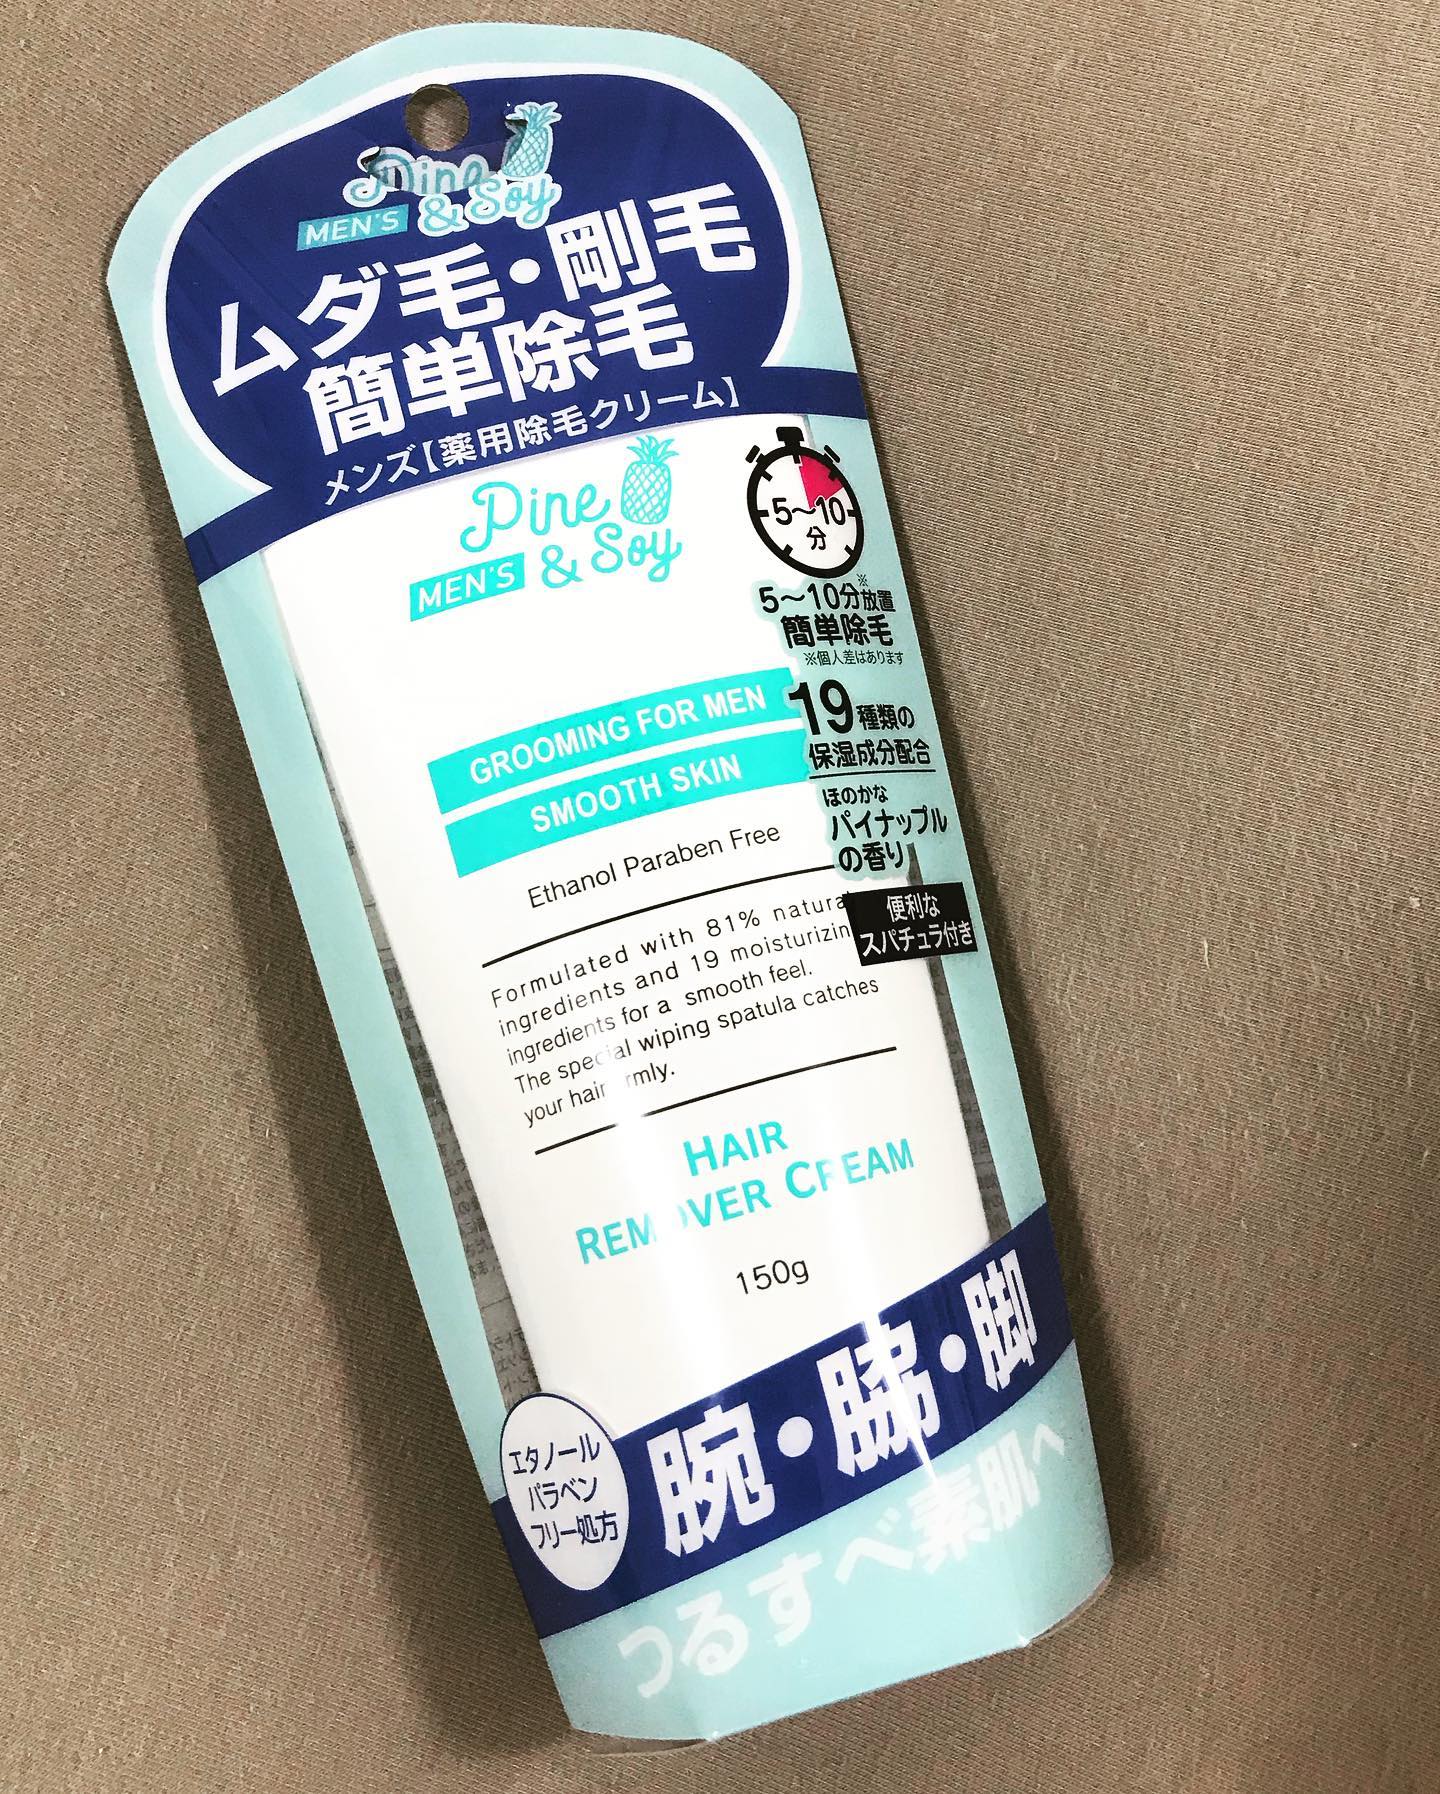 Pine
MEN'S & Soy
ムダ毛・剛毛
簡単除毛
メンズ【薬用除毛クリーム】
Pine
MEN'S & Soy
5〜10
分
5〜10分※放置
簡単除毛
※個人差はあります
19種類の
保湿成分配合
ほのかな
パイナップル
の香り
便利な
スパチュラ付き
GROOMING FOR MEN
SMOOTH SKIN
Ethanol Paraben Free
Formulated with 81% natura
ingredients and 19 moisturizin
ingredients for a smooth feel.
The special wiping spatula catches
your hair rmly.
HAIR
REMOVER CREAM
150g
エタノール
パラベン
フリー処方
腕・脇・脚
つるすべ素肌へ